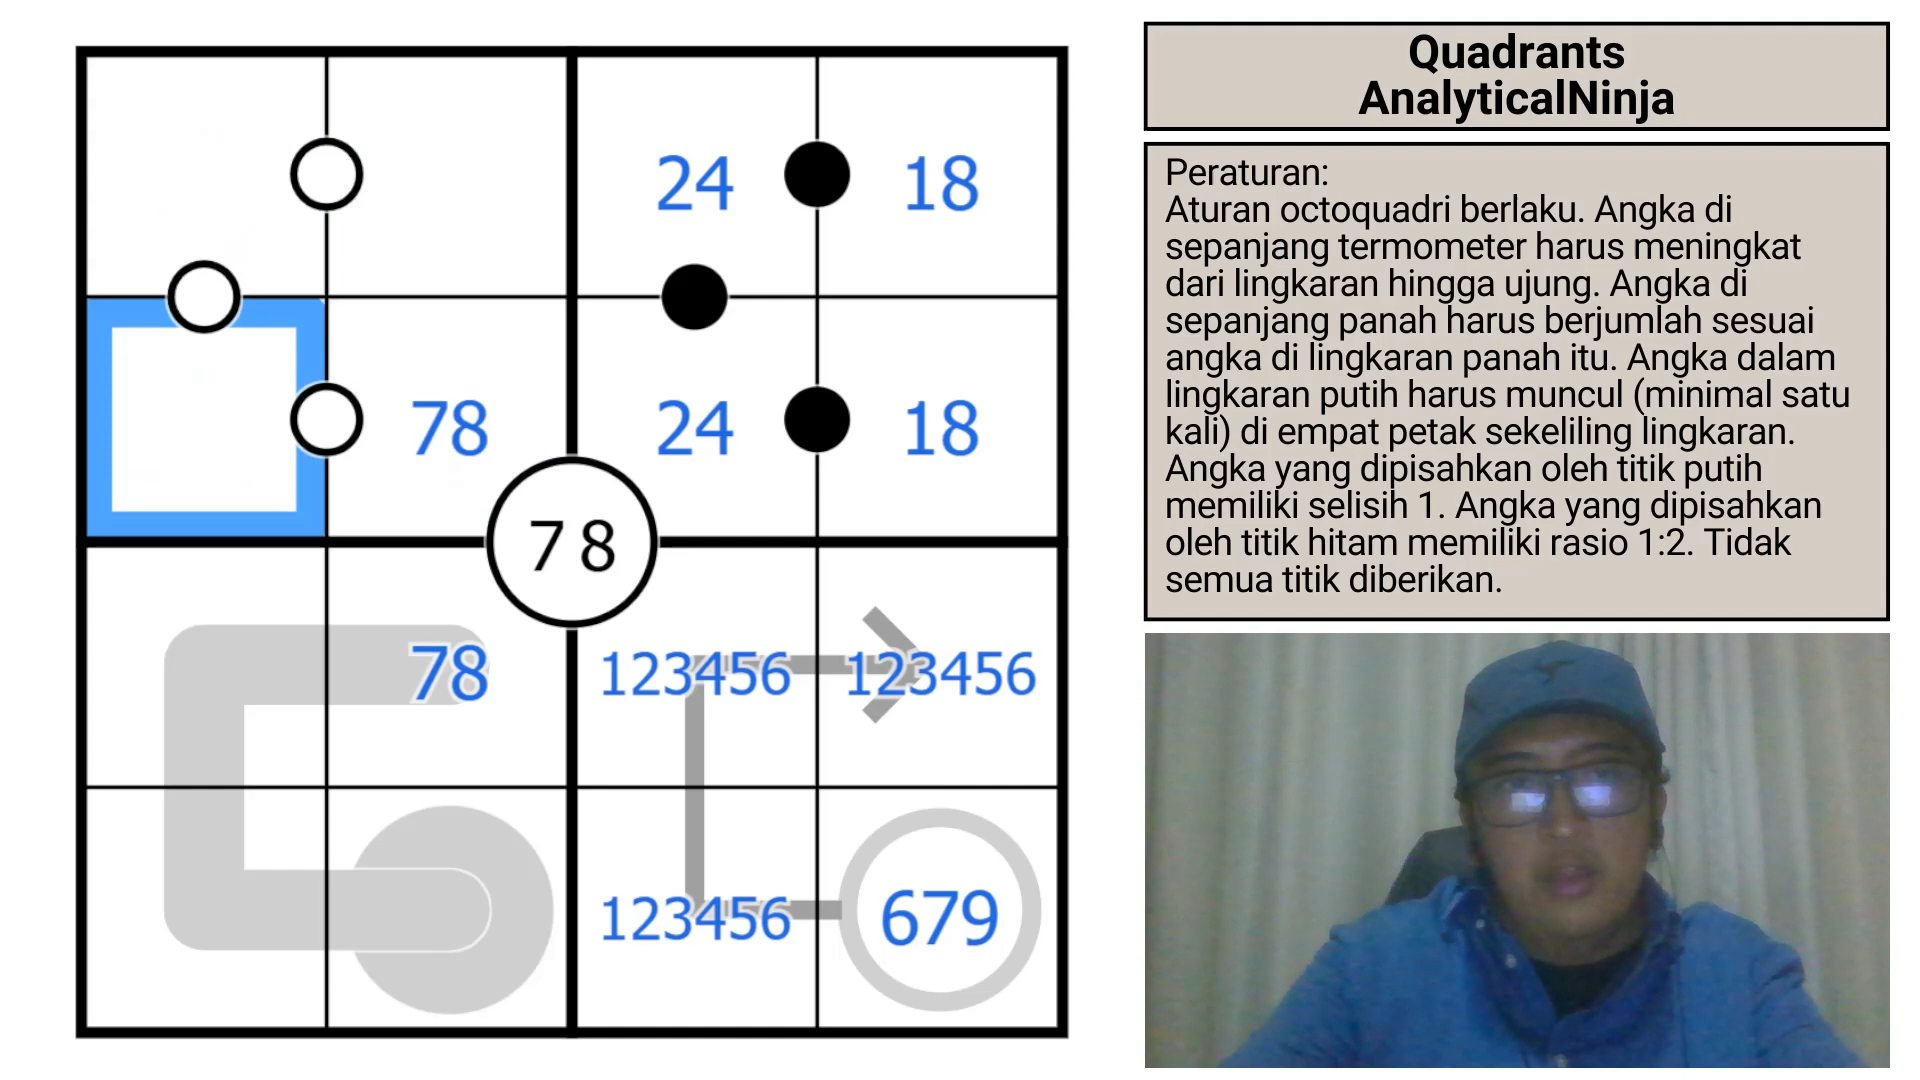 Quadrants
AnalyticalNinja
Peraturan:
Aturan octoquadri berlaku. Angka di
sepanjang termometer harus meningkat
dari lingkaran hingga ujung. Angka di
sepanjang panah harus berjumlah sesuai
angka di lingkaran panah itu. Angka dalam
lingkaran putih harus muncul (minimal satu
kali) di empat petak sekeliling lingkaran.
Angka yang dipisahkan oleh titik putih
memiliki selisih 1. Angka yang dipisahkan
oleh titik hitam memiliki rasio 1:2. Tidak
semua titik diberikan.
24 18
78 24 18
7 8
78 123456 123456
123456 679